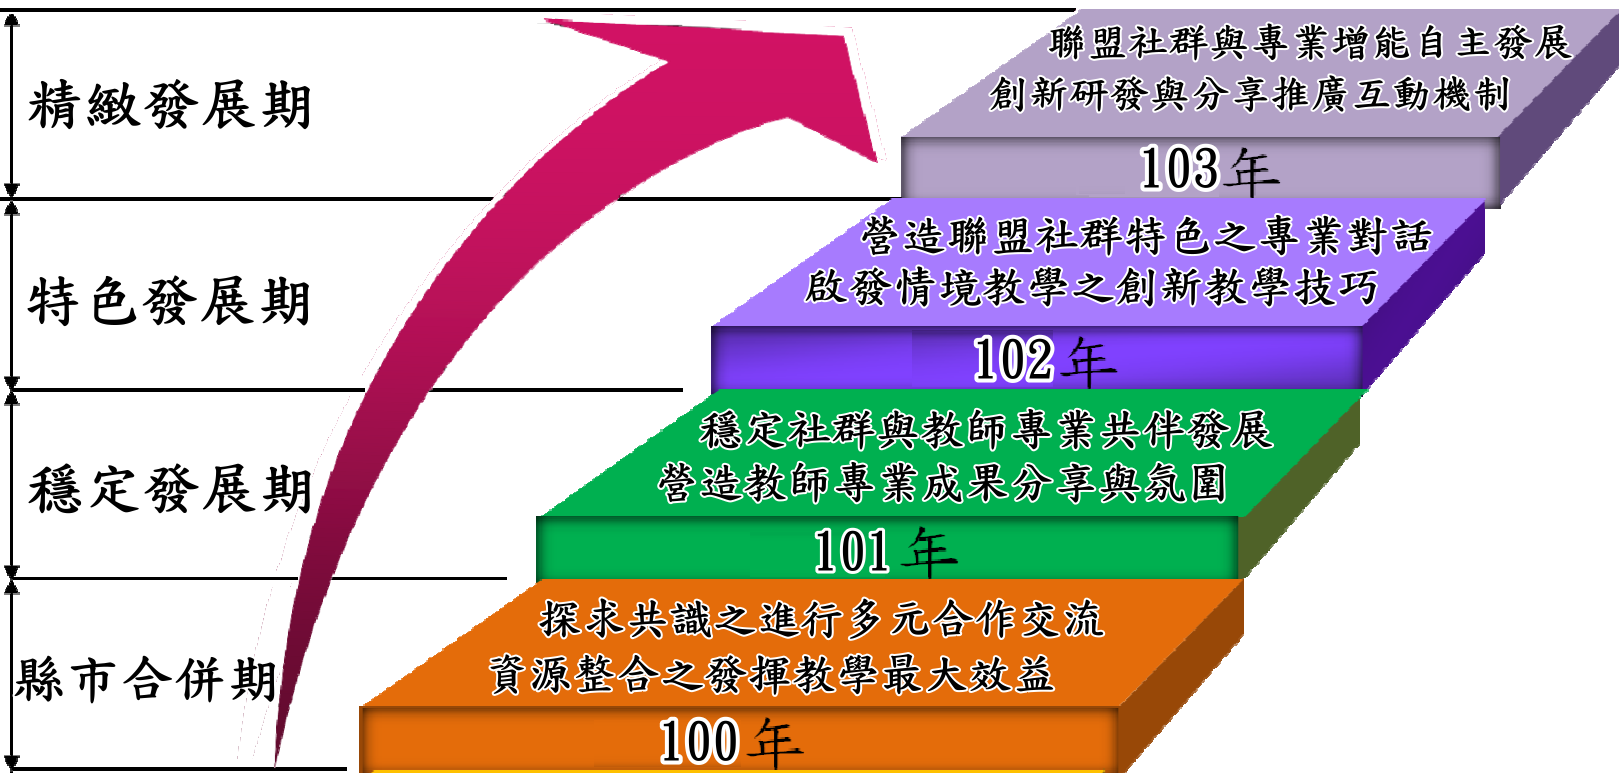 精緻發展期
聯盟社群與專業增能自主發展
創新研發與分享推廣互動機制
103年
特色發展期
營造聯盟社群特色之專業對話
啟發情境教學之創新教學技巧
102年
穩定發展期
穩定社群與教師專業共伴發展
營造教師專業成果分享與氛圍
101年
縣市合併期
探求共識之進行多元合作交流
資源整合之發揮教學最大效益
100年